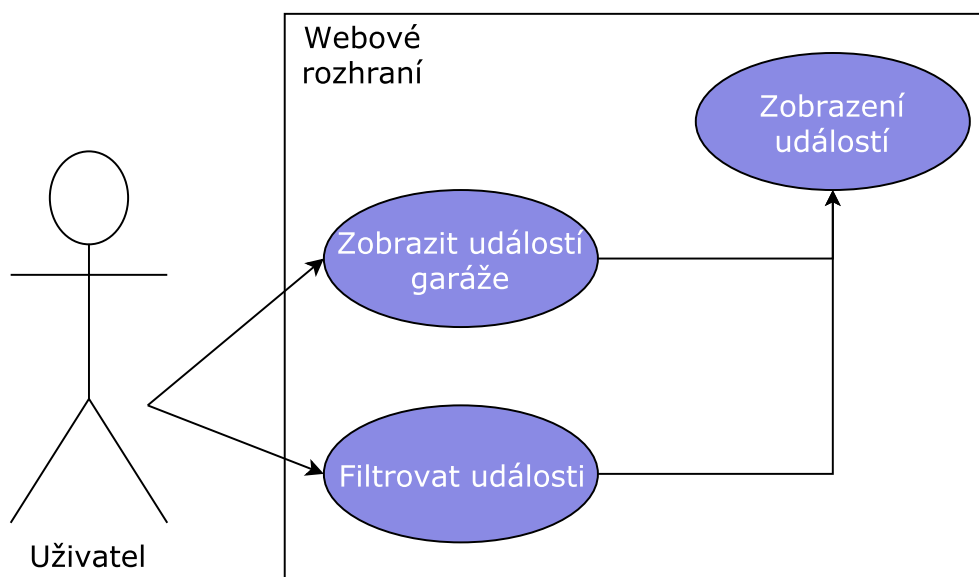 Webové
rozhraní
Zobrazení
událostí
Zobrazit událostí
garáže
Filtrovat události
Uživatel